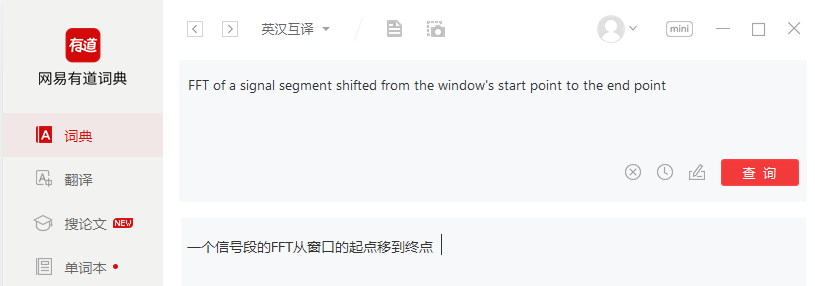 有道
网易有道词典
英汉互译
mini
FFT of a signal segment shifted from the window's start point to the end point
词典
翻译
查 询
搜论文 NEW
一个信号段的FFT从窗口的起点移到终点
单词本